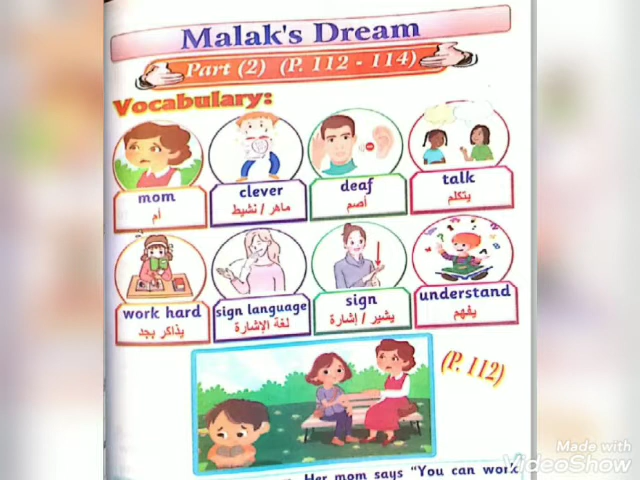 Malak's Dream
Part (2) (P. 112 - 114)
Vocabulary:
mom
أم
clever
ماهر / نشيط
deaf
أصم
talk
يتكلم
work hard
يذاكر بجد
sign language
لغة الإشارة
sign
يشير / إشارة
understand
يفهم
(P. 112)
Her mom says "You can work
Made with
VideoShow